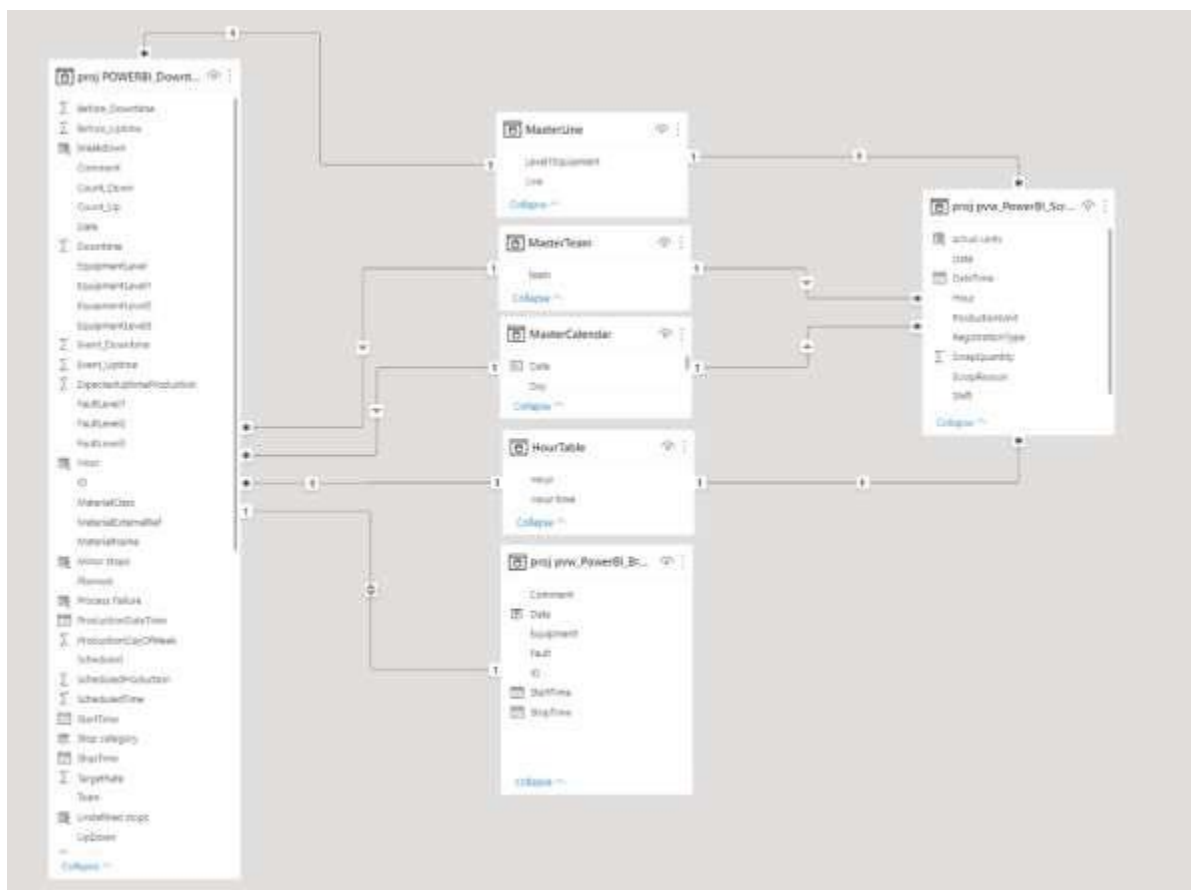 proj POWERBI_Downt...
Before_Downtime
Before_Uptime
Breakdown
Comment
Count_Down
Count_Up
Date
Downtime
EquipmentLevel
EquipmentLevel1
EquipmentLevel2
EquipmentLevel3
Event_Downtime
Event_Uptime
ExpectedUptimeProduction
FaultLevel1
FaultLevel2
FaultLevel3
Hour
ID
MaterialClass
MaterialExternalRef
MaterialName
Minor Stops
Planned
Process Failure
ProductionDateTime
ProductionDayOfWeek
Scheduled
ScheduledProduction
ScheduledTime
StartTime
Stop category
StopTime
TargetRate
Team
Undefined stops
UpDown
Collapse
MasterLine
Level1Equipment
Line
Collapse
MasterTeam
Team
Collapse
MasterCalendar
Date
Day
Collapse
HourTable
Hour
Hour time
Collapse
proj pvw_PowerBI_Br...
Comment
Date
Equipment
Fault
ID
StartTime
StopTime
Collapse
proj pvw_PowerBI_Scr...
actual units
Date
DateTime
Hour
ProductionUnit
RegistrationType
ScrapQuantity
ScrapReason
Shift
Collapse